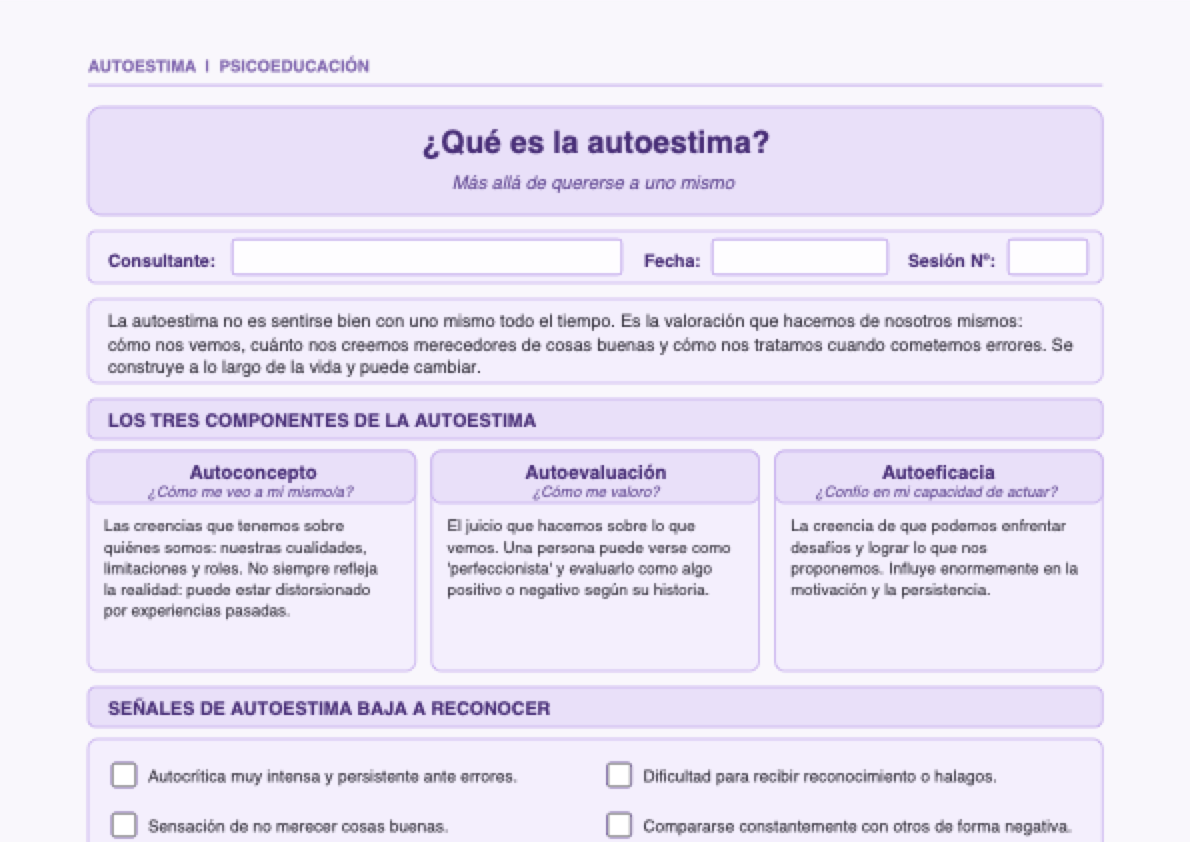 AUTOESTIMA | PSICOEDUCACIÓN
¿Qué es la autoestima?
Más allá de quererse a uno mismo
Consultante:
Fecha:
Sesión N°:
La autoestima no es sentirse bien con uno mismo todo el tiempo. Es la valoración que hacemos de nosotros mismos:
cómo nos vemos, cuánto nos creemos merecedores de cosas buenas y cómo nos tratamos cuando cometemos errores. Se
construye a lo largo de la vida y puede cambiar.
LOS TRES COMPONENTES DE LA AUTOESTIMA
Autoconcepto
¿Cómo me veo a mí mismo/a?
Las creencias que tenemos sobre
quiénes somos: nuestras cualidades,
limitaciones y roles. No siempre refleja
la realidad: puede estar distorsionado
por experiencias pasadas.
Autoevaluación
¿Cómo me valoro?
El juicio que hacemos sobre lo que
vemos. Una persona puede verse como
'perfeccionista' y evaluarlo como algo
positivo o negativo según su historia.
Autoeficacia
¿Confío en mi capacidad de actuar?
La creencia de que podemos enfrentar
desafíos y lograr lo que nos
proponemos. Influye enormemente en la
motivación y la persistencia.
SEÑALES DE AUTOESTIMA BAJA A RECONOCER
Autocrítica muy intensa y persistente ante errores.
Dificultad para recibir reconocimiento o halagos.
Sensación de no merecer cosas buenas.
Compararse constantemente con otros de forma negativa.